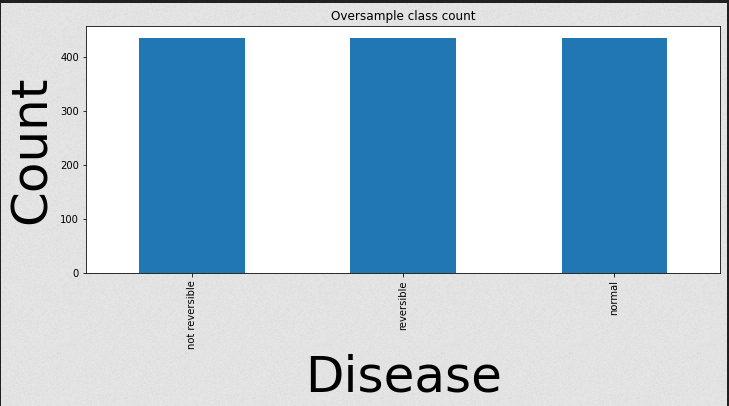 Oversample class count
Count
400
300
200
100
0
not reversible
reversible
normal
Disease